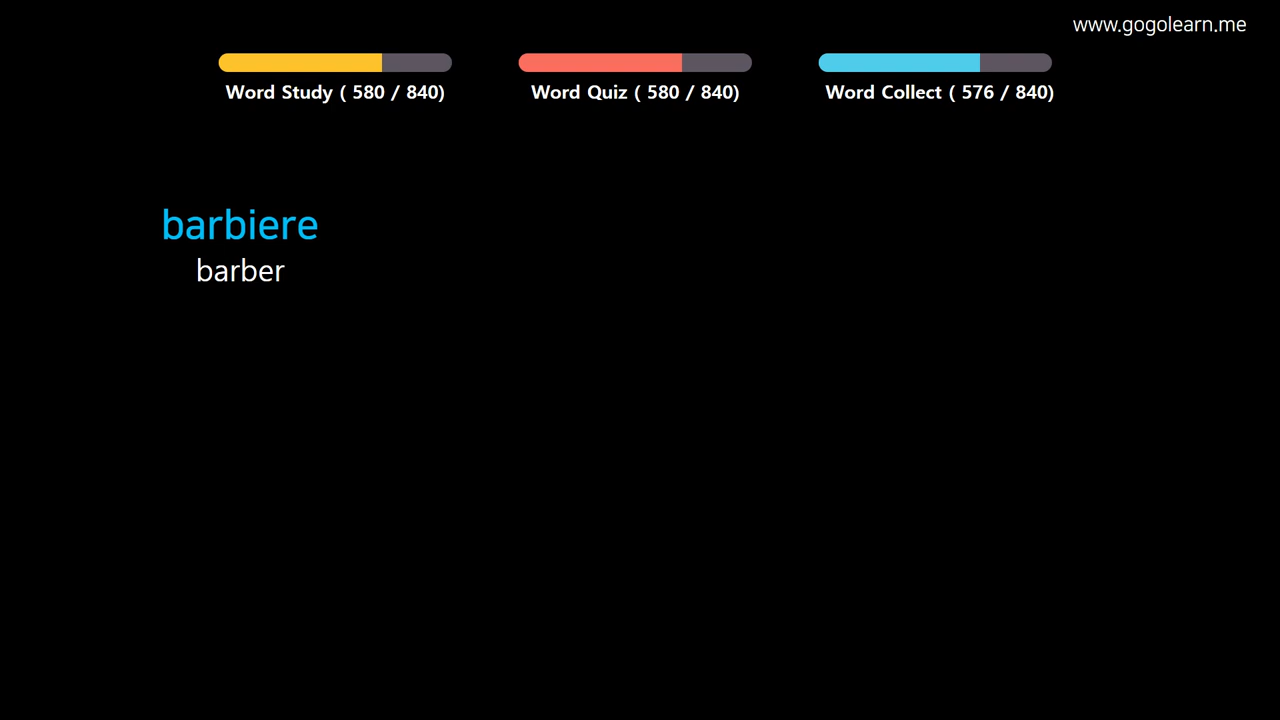 www.gogolearn.me
Word Study ( 580 / 840)
Word Quiz ( 580 / 840)
Word Collect ( 576 / 840)
barbiere
barber